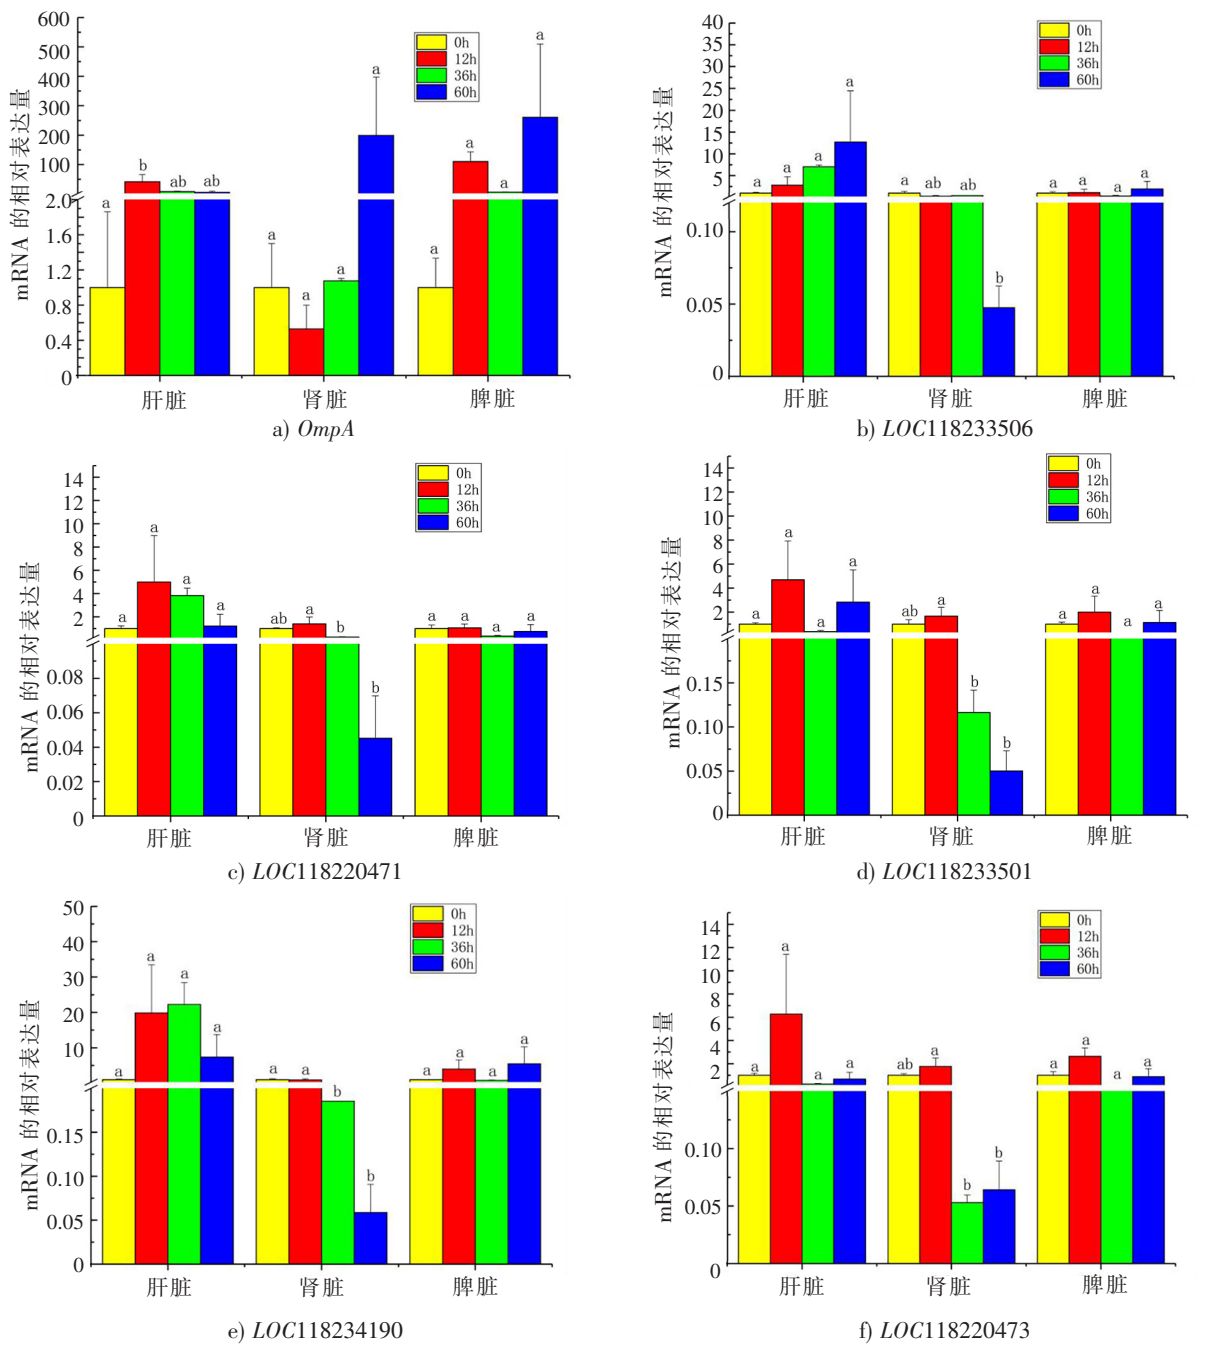 600
500
400
300
200
100
2.0
1.6
1.2
0.8
0.4
0
mRNA 的相对表达量
0h
12h
36h
60h
a b ab ab
a a a a
a a a a
肝脏 肾脏 脾脏
a) OmpA
40
35
30
25
20
15
10
5
0.10
0.05
0
mRNA 的相对表达量
0h
12h
36h
60h
a a a a
a ab ab b
a a a a
肝脏 肾脏 脾脏
b) LOC118233506
14
12
10
8
6
4
2
0.08
0.06
0.04
0.02
0
mRNA 的相对表达量
0h
12h
36h
60h
a a a a
ab a b b
a a a a
肝脏 肾脏 脾脏
c) LOC118220471
14
12
10
8
6
4
2
0.15
0.10
0.05
0
mRNA 的相对表达量
0h
12h
36h
60h
a a a a
ab a b b
a a a a
肝脏 肾脏 脾脏
d) LOC118233501
50
40
30
20
10
0.15
0.10
0.05
0
mRNA 的相对表达量
0h
12h
36h
60h
a a a a
a a b b
a a a a
肝脏 肾脏 脾脏
e) LOC118234190
14
12
10
8
6
4
2
0.10
0.05
0
mRNA 的相对表达量
0h
12h
36h
60h
a a a a
ab a b b
a a a a
肝脏 肾脏 脾脏
f) LOC118220473